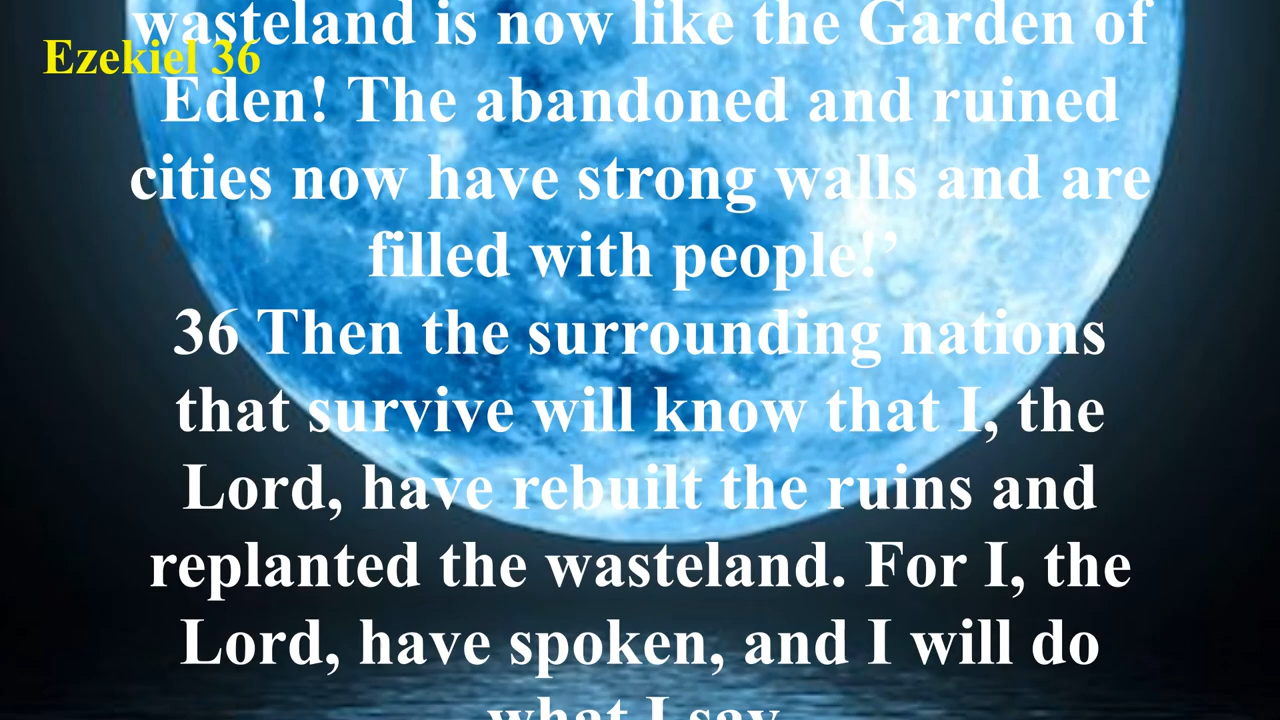 wasteland is now like the Garden of
Ezekiel 36
Eden! The abandoned and ruined
cities now have strong walls and are
filled with people!’
36 Then the surrounding nations
that survive will know that I, the
Lord, have rebuilt the ruins and
replanted the wasteland. For I, the
Lord, have spoken, and I will do
what I say.